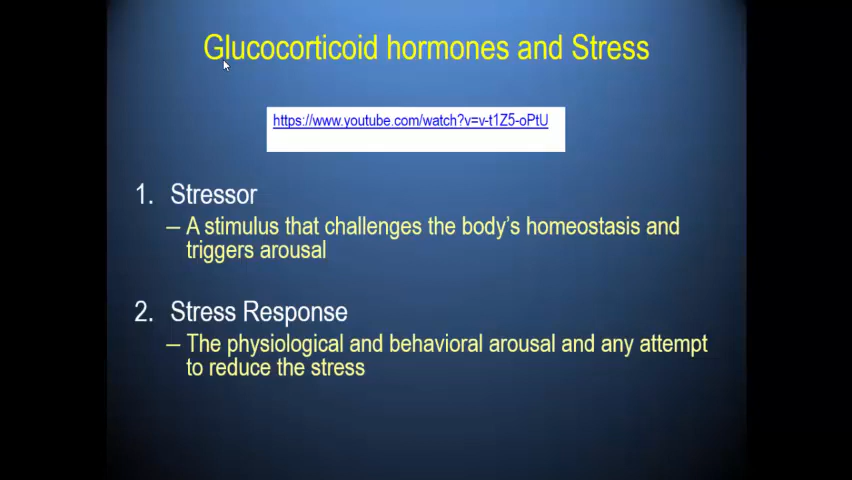 Glucocorticoid hormones and Stress
https://www.youtube.com/watch?v=v-t1Z5-oPtU
1. Stressor
– A stimulus that challenges the body’s homeostasis and
triggers arousal
2. Stress Response
– The physiological and behavioral arousal and any attempt
to reduce the stress